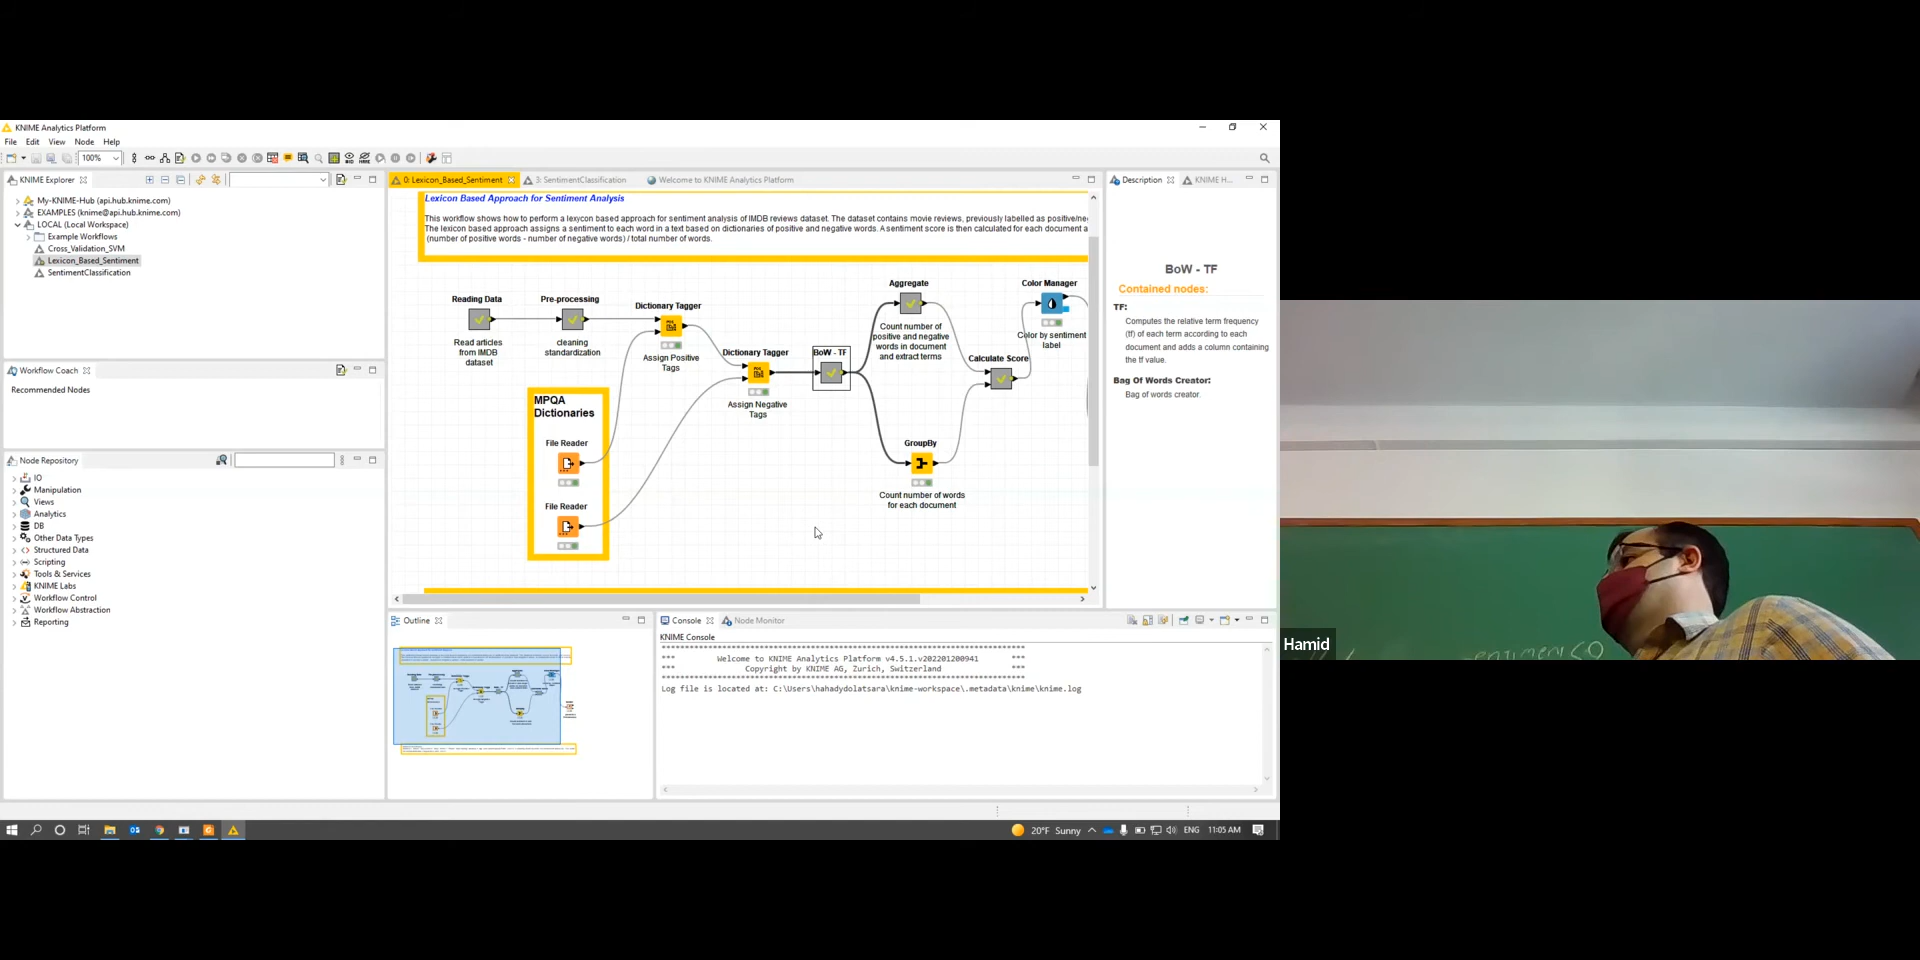 KNIME Analytics Platform
File Edit View Node Help
100%
KNIME Explorer
My-KNIME-Hub (api.hub.knime.com)
EXAMPLES (knime@api.hub.knime.com)
LOCAL (Local Workspace)
Example Workflows
Cross_Validation_SVM
Lexicon_Based_Sentiment
SentimentClassification
Workflow Coach
Recommended Nodes
Node Repository
IO
Manipulation
Views
Analytics
DB
Other Data Types
Structured Data
Scripting
Tools & Services
KNIME Labs
Workflow Control
Workflow Abstraction
Reporting
0: Lexicon_Based_Sentiment
3: SentimentClassification
Welcome to KNIME Analytics Platform
Lexicon Based Approach for Sentiment Analysis
This workflow shows how to perform a lexycon based approach for sentiment analysis of IMDB reviews dataset. The dataset contains movie reviews, previously labelled as positive/ne
The lexicon based approach assigns a sentiment to each word in a text based on dictionaries of positive and negative words. A sentiment score is then calculated for each document a
(number of positive words - number of negative words) / total number of words.
Reading Data
Read articles
from IMDB
dataset
Pre-processing
cleaning
standardization
Dictionary Tagger
Assign Positive
Tags
Dictionary Tagger
Assign Negative
Tags
MPQA
Dictionaries
File Reader
File Reader
BoW - TF
Aggregate
Count number of
positive and negative
words in document
and extract terms
GroupBy
Count number of words
for each document
Calculate Score
Color Manager
Color by sentiment
label
Description
KNIME H...
BoW - TF
Contained nodes:
TF:
Computes the relative term frequency
(tf) of each term according to each
document and adds a column containing
the tf value.
Bag Of Words Creator:
Bag of words creator.
Outline
Console
Node Monitor
KNIME Console
*** Welcome to KNIME Analytics Platform v4.5.1.v202201200941 ***
*** Copyright by KNIME AG, Zurich, Switzerland ***
Log file is located at: C:\Users\hahadydolatsara\knime-workspace\.metadata\knime\knime.log
20°F Sunny
ENG
11:05 AM
Hamid